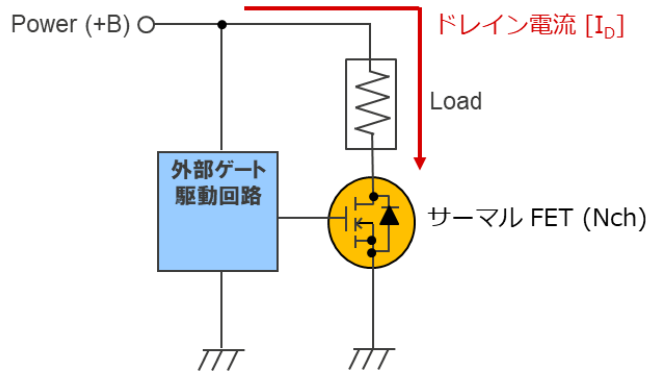 Power (+B)
ドレイン電流 [I_D]
Load
外部ゲート
駆動回路
サーマル FET (Nch)